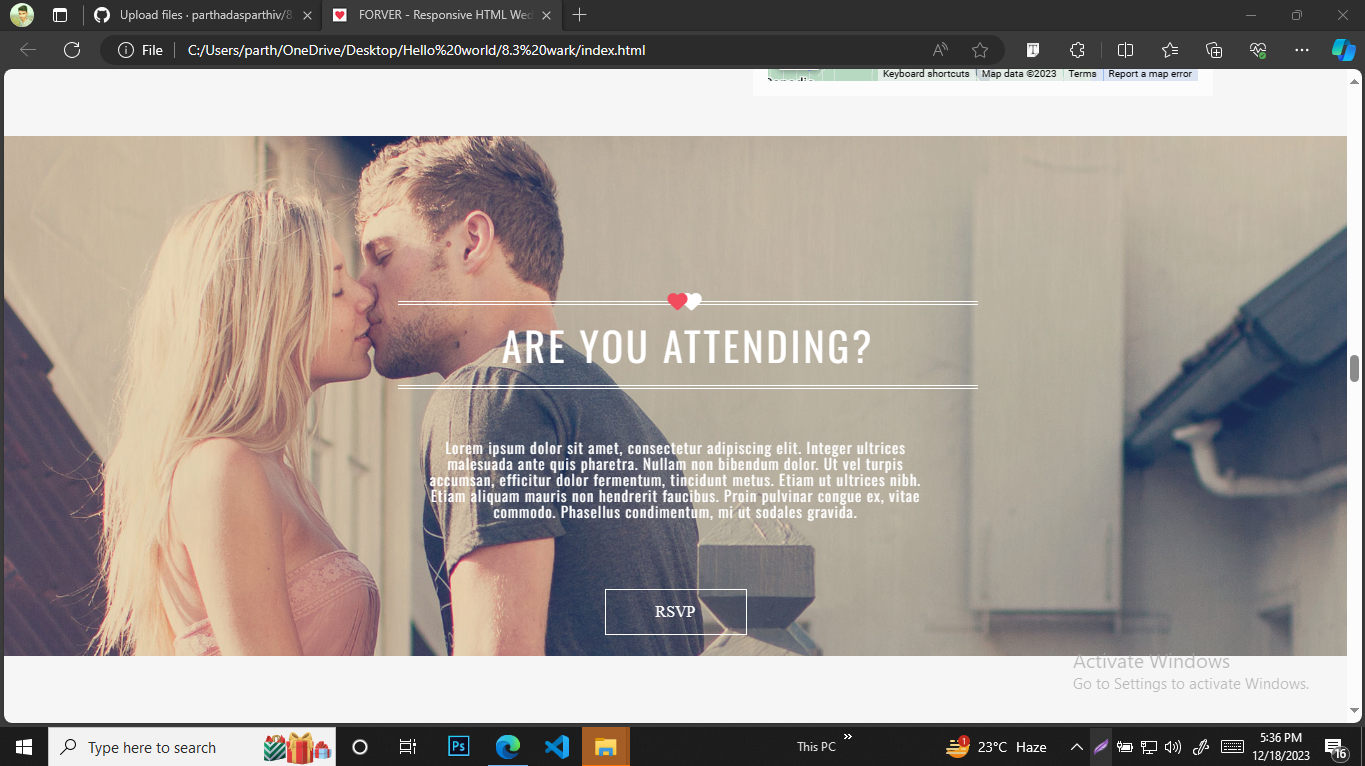 Upload files · parthadasparthiv/8.
FORVER - Responsive HTML Wed
File
C:/Users/parth/OneDrive/Desktop/Hello%20world/8.3%20wark/index.html
Keyboard shortcuts
Map data ©2023
Terms
Report a map error
ARE YOU ATTENDING?
Lorem ipsum dolor sit amet, consectetur adipiscing elit. Integer ultrices
malesuada ante quis pharetra. Nullam non bibendum dolor. Ut vel turpis
accumsan, efficitur dolor fermentum, tincidunt metus. Etiam ut ultrices nibh.
Etiam aliquam mauris non hendrerit faucibus. Proin pulvinar congue ex, vitae
commodo. Phasellus condimentum, mi ut sodales gravida.
RSVP
Activate Windows
Go to Settings to activate Windows.
Type here to search
Ps
This PC
1
23°C Haze
5:36 PM
12/18/2023
16